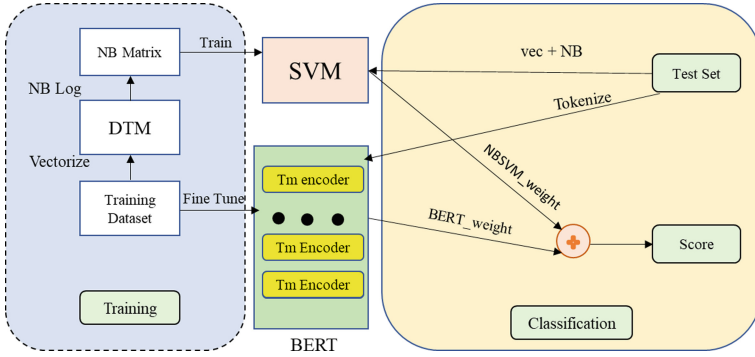 NB Matrix
Train
SVM
vec + NB
Test Set
NB Log
DTM
Tokenize
Vectorize
Training
Dataset
Fine Tune
Tm encoder
NBSVM_weight
BERT_weight
Tm Encoder
Score
Tm Encoder
Training
Classification
BERT